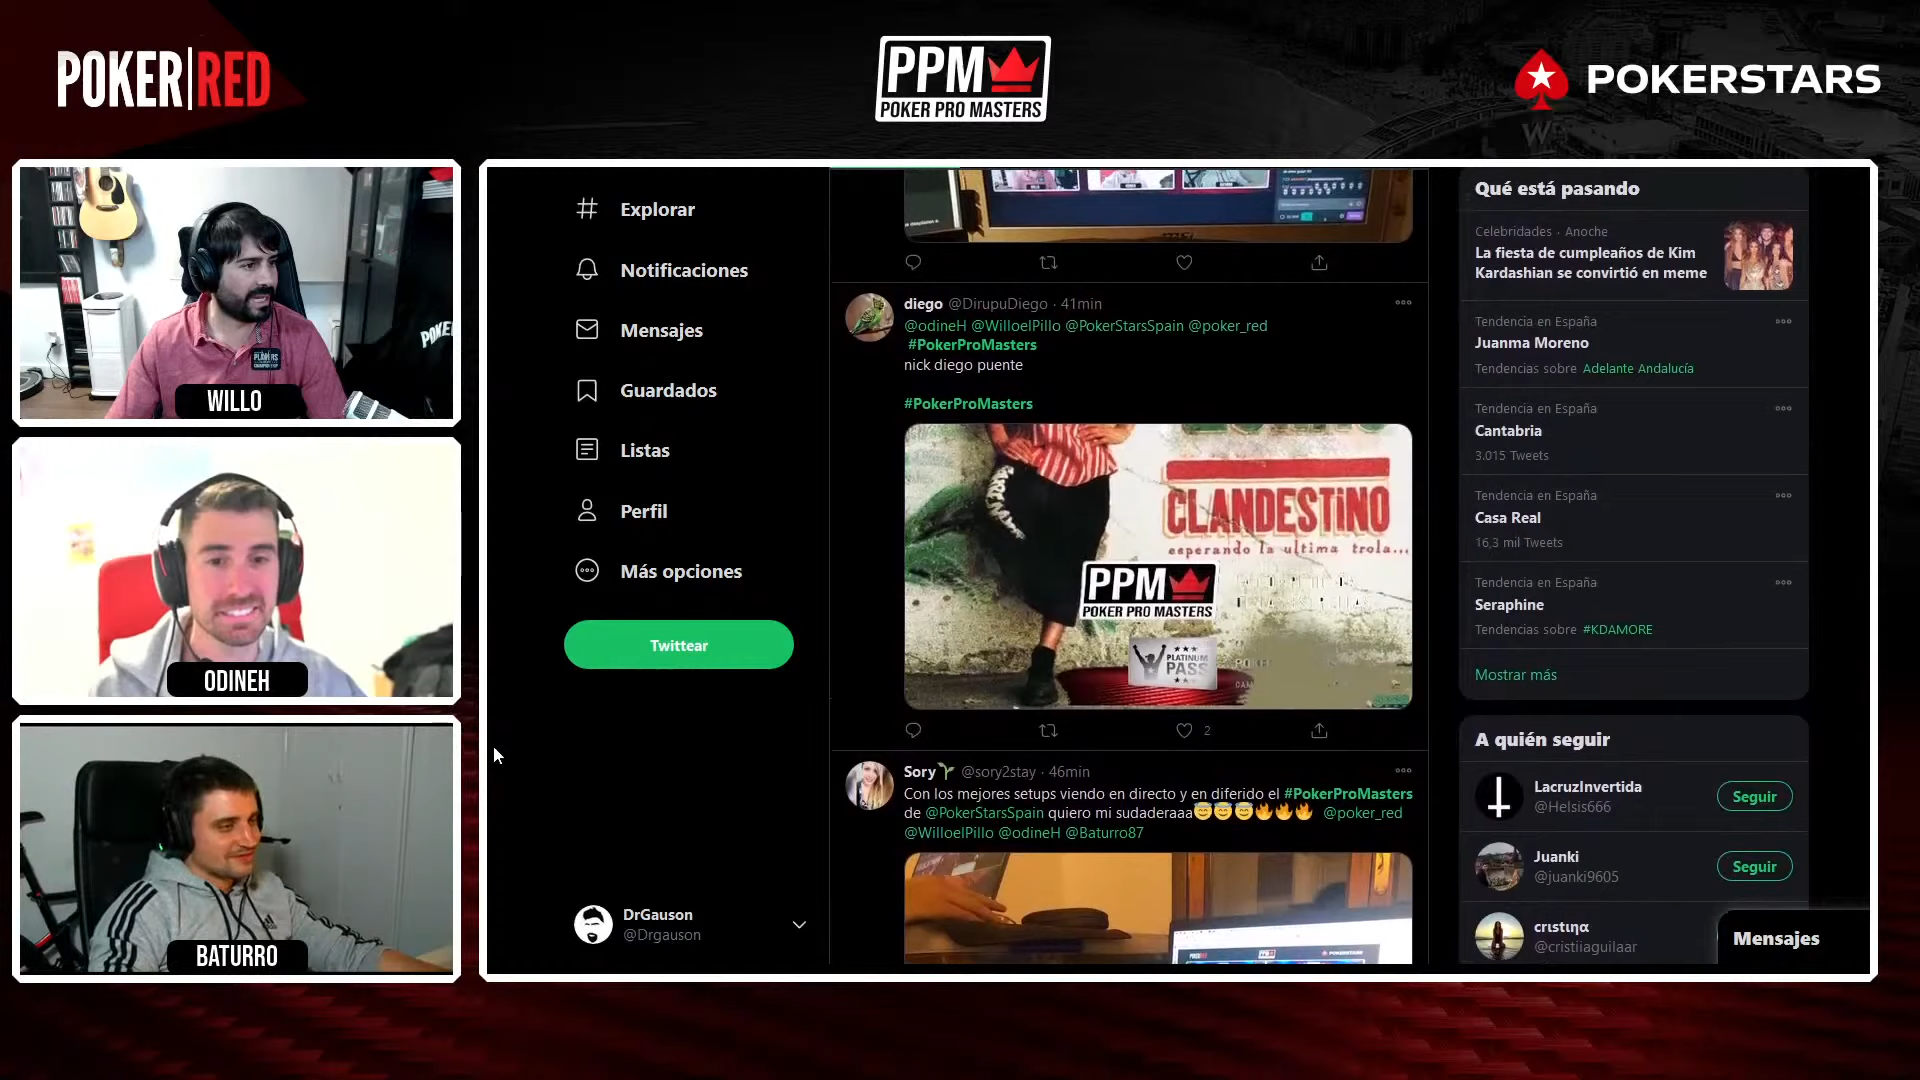 POKER|RED
PPM
POKER PRO MASTERS
POKERSTARS
WILLO
ODINEH
BATURRO
Explorar
Notificaciones
Mensajes
Guardados
Listas
Perfil
Más opciones
Twittear
DrGauson
@Drgauson
diego @DirupuDiego · 41min
@odineH @WilloelPillo @PokerStarsSpain @poker_red
#PokerProMasters
nick diego puente
#PokerProMasters
CLANDESTINO
esperando la ultima trola...
PPM
POKER PRO MASTERS
PLATINUM
PASS
2
Sory @sory2stay · 46min
Con los mejores setups viendo en directo y en diferido el #PokerProMasters
de @PokerStarsSpain quiero mi sudaderaaa😇😇😇🔥🔥🔥 @poker_red
@WilloelPillo @odineH @Baturro87
Qué está pasando
Celebridades · Anoche
La fiesta de cumpleaños de Kim
Kardashian se convirtió en meme
Tendencia en España
Juanma Moreno
Tendencias sobre Adelante Andalucía
Tendencia en España
Cantabria
3.015 Tweets
Tendencia en España
Casa Real
16,3 mil Tweets
Tendencia en España
Seraphine
Tendencias sobre #KDAMORE
Mostrar más
A quién seguir
LacruzInvertida
@Helsis666
Seguir
Juanki
@juanki9605
Seguir
crιsтιηα
@cristiiaguilaar
Mensajes